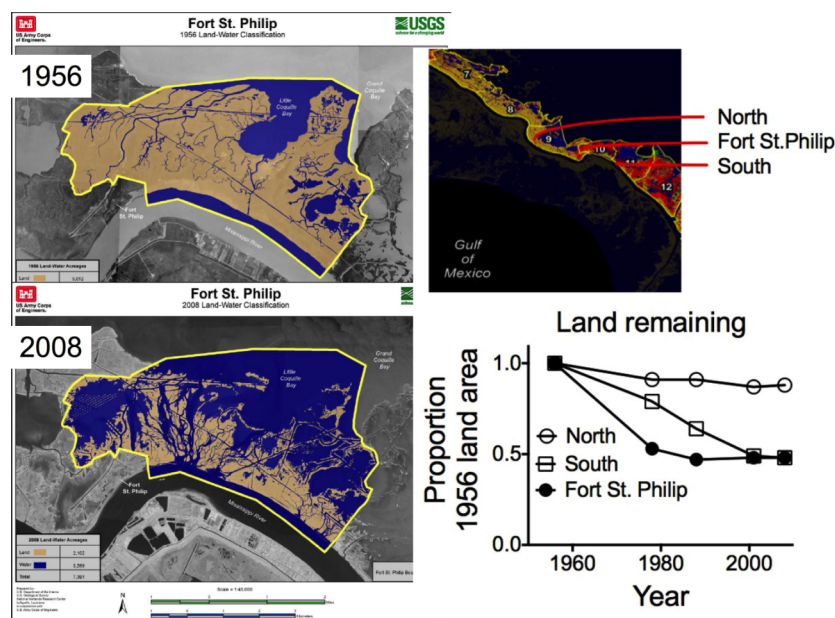 Fort St. Philip
1956 Land-Water Classification
US Army Corps
of Engineers.
USGS
science for a changing world
1956
Grand
Coquille
Bay
Little
Coquille
Bay
Fort
St. Philip
Mississippi River
1956 Land-Water Acreages
Land
7
8
9
10
11
12
North
Fort St.Philip
South
Gulf
of
Mexico
Fort St. Philip
2008 Land-Water Classification
US Army Corps
of Engineers.
2008
Grand
Coquille
Bay
Little
Coquille
Bay
Fort
St. Philip
Mississippi River
2008 Land-Water Acreages
Land
Water
Total
N
Land remaining
Proportion
1956 land area
1.0
0.5
0.0
North
South
Fort St. Philip
1960
1980
2000
Year